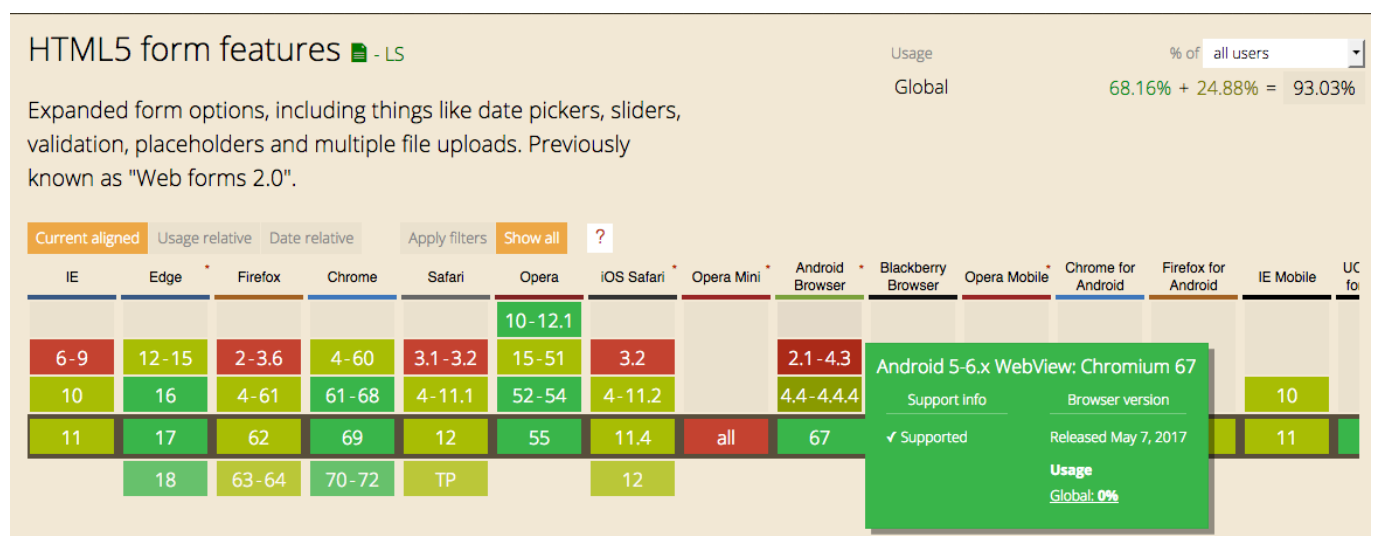 HTML5 form features - LS
Usage % of all users
Global 68.16% + 24.88% = 93.03%
Expanded form options, including things like date pickers, sliders,
validation, placeholders and multiple file uploads. Previously
known as "Web forms 2.0".
Current aligned Usage relative Date relative Apply filters Show all ?
IE Edge * Firefox Chrome Safari Opera iOS Safari * Opera Mini * Android Browser * Blackberry Browser Opera Mobile * Chrome for Android Firefox for Android IE Mobile UC
10-12.1
6-9 12-15 2-3.6 4-60 3.1-3.2 15-51 3.2 2.1-4.3
10 16 4-61 61-68 4-11.1 52-54 4-11.2 4.4-4.4.4 10
11 17 62 69 12 55 11.4 all 67 11
18 63-64 70-72 TP 12
Android 5-6.x WebView: Chromium 67
Support info Browser version
✓ Supported Released May 7, 2017
Usage
Global: 0%